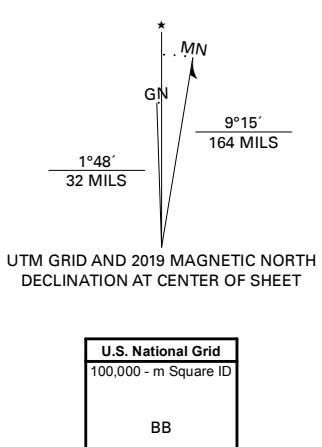 ★
MN
GN
9°15´
164 MILS
1°48´
32 MILS
UTM GRID AND 2019 MAGNETIC NORTH
DECLINATION AT CENTER OF SHEET
U.S. National Grid
100,000 - m Square ID
BB